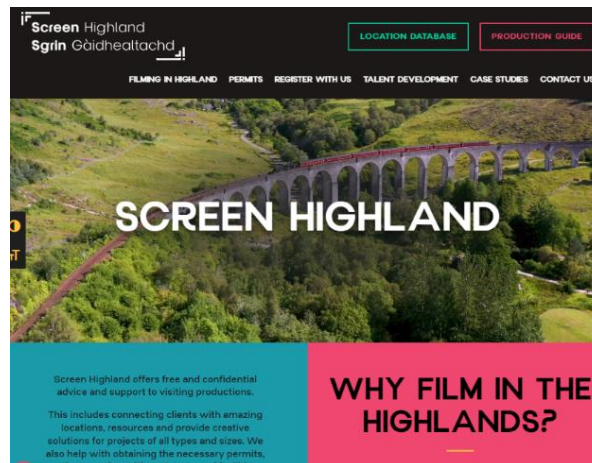 Screen Highland
Sgrìn Gàidhealtachd
LOCATION DATABASE
PRODUCTION GUIDE
FILMING IN HIGHLAND PERMITS REGISTER WITH US TALENT DEVELOPMENT CASE STUDIES CONTACT US
SCREEN HIGHLAND
Screen Highland offers free and confidential
advice and support to visiting productions.
This includes connecting clients with amazing
locations, resources and provide creative
solutions for projects of all types and sizes. We
also help with obtaining the necessary permits,
WHY FILM IN THE
HIGHLANDS?